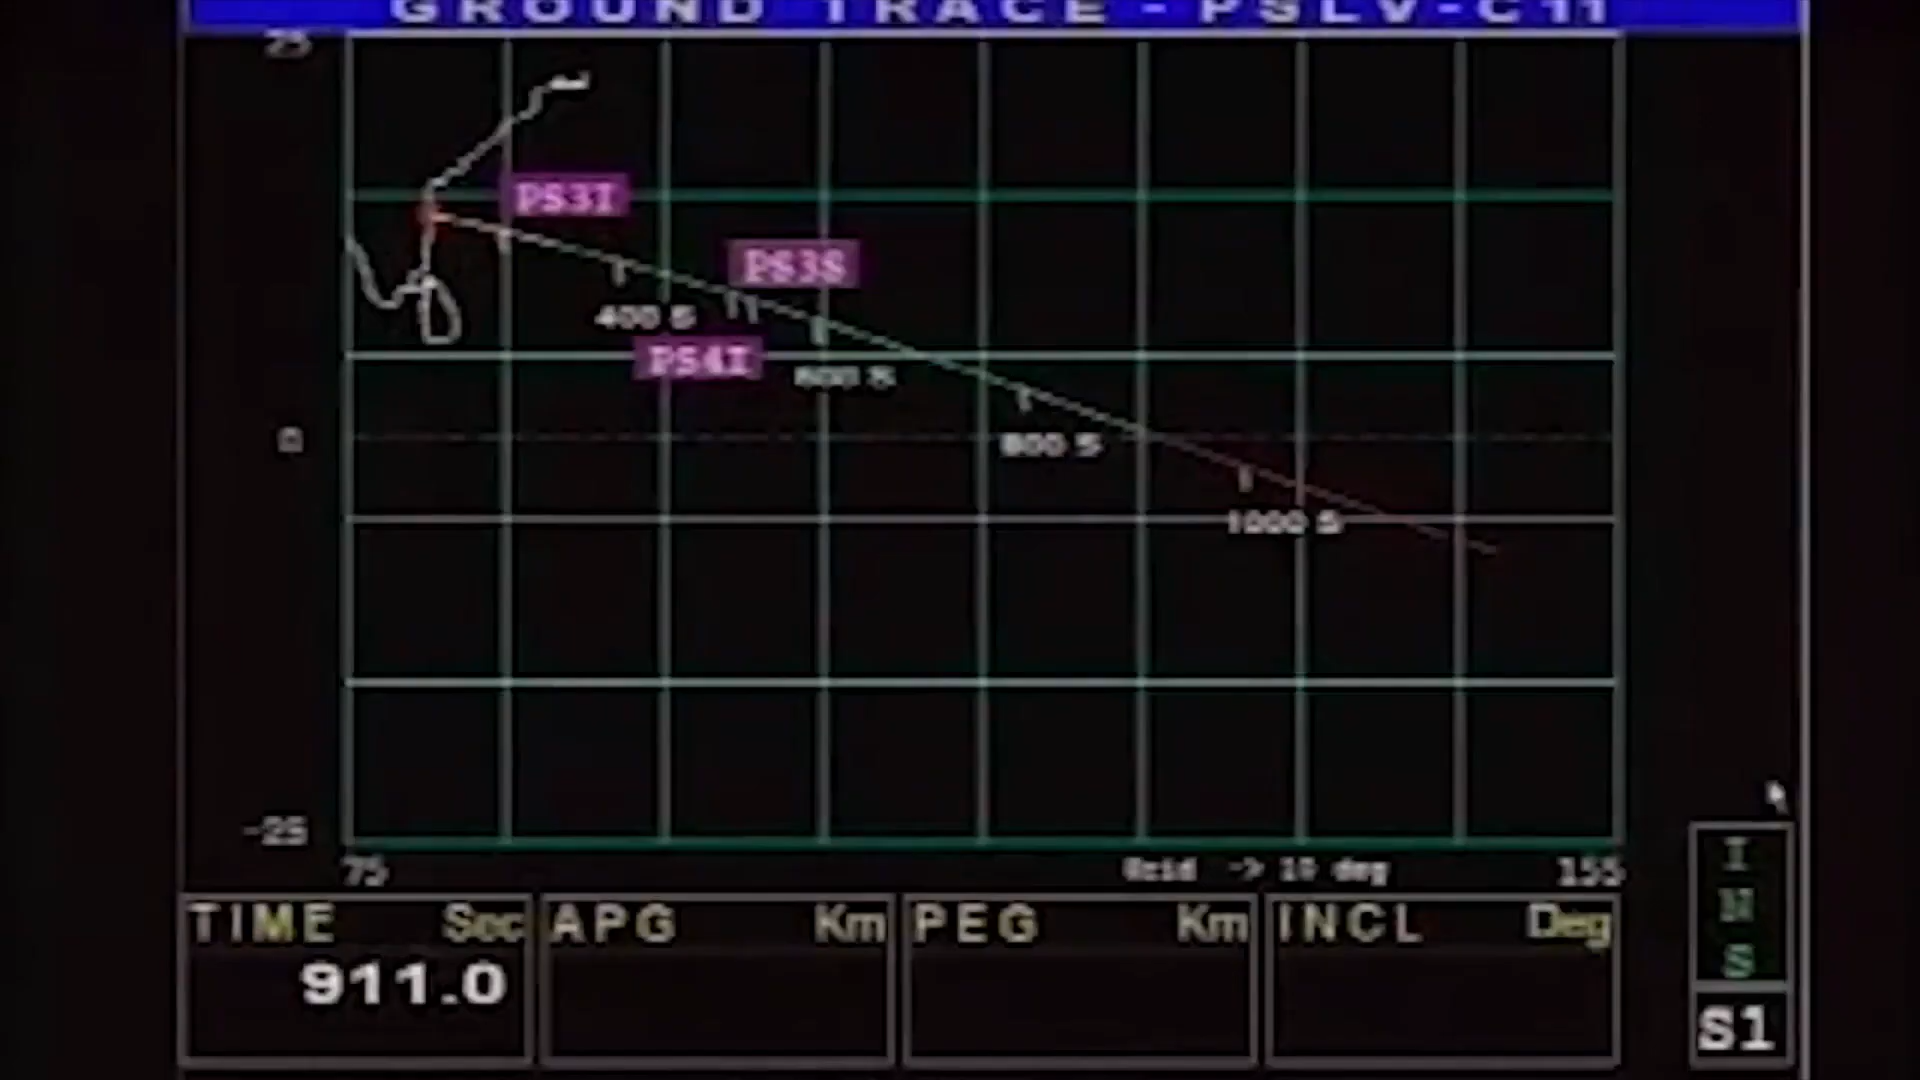 GROUND TRACE - PSLV-C11
25
PS3I
PS3S
400 S
PS4I
600 S
0
800 S
1000 S
-25
75
Grid -> 10 deg
155
I
N
S
TIME Sec
APG Km
PEG Km
INCL Deg
911.0
S1